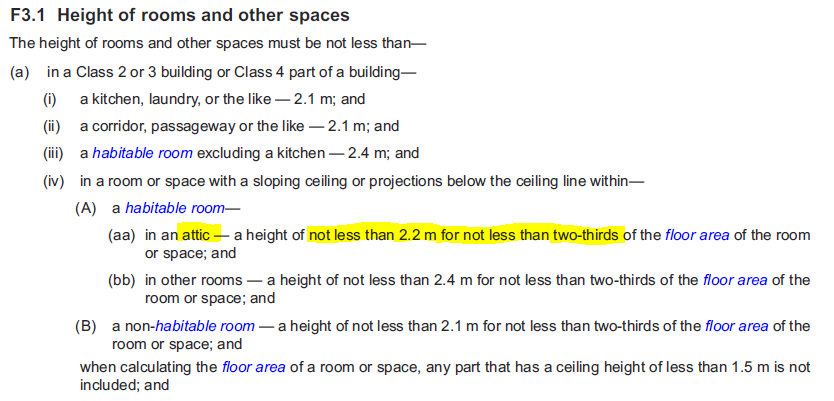 F3.1 Height of rooms and other spaces
The height of rooms and other spaces must be not less than—
(a) in a Class 2 or 3 building or Class 4 part of a building—
(i) a kitchen, laundry, or the like — 2.1 m; and
(ii) a corridor, passageway or the like — 2.1 m; and
(iii) a habitable room excluding a kitchen — 2.4 m; and
(iv) in a room or space with a sloping ceiling or projections below the ceiling line within—
(A) a habitable room—
(aa) in an attic — a height of not less than 2.2 m for not less than two-thirds of the floor area of the room
or space; and
(bb) in other rooms — a height of not less than 2.4 m for not less than two-thirds of the floor area of the
room or space; and
(B) a non-habitable room — a height of not less than 2.1 m for not less than two-thirds of the floor area of the
room or space; and
when calculating the floor area of a room or space, any part that has a ceiling height of less than 1.5 m is not
included; and